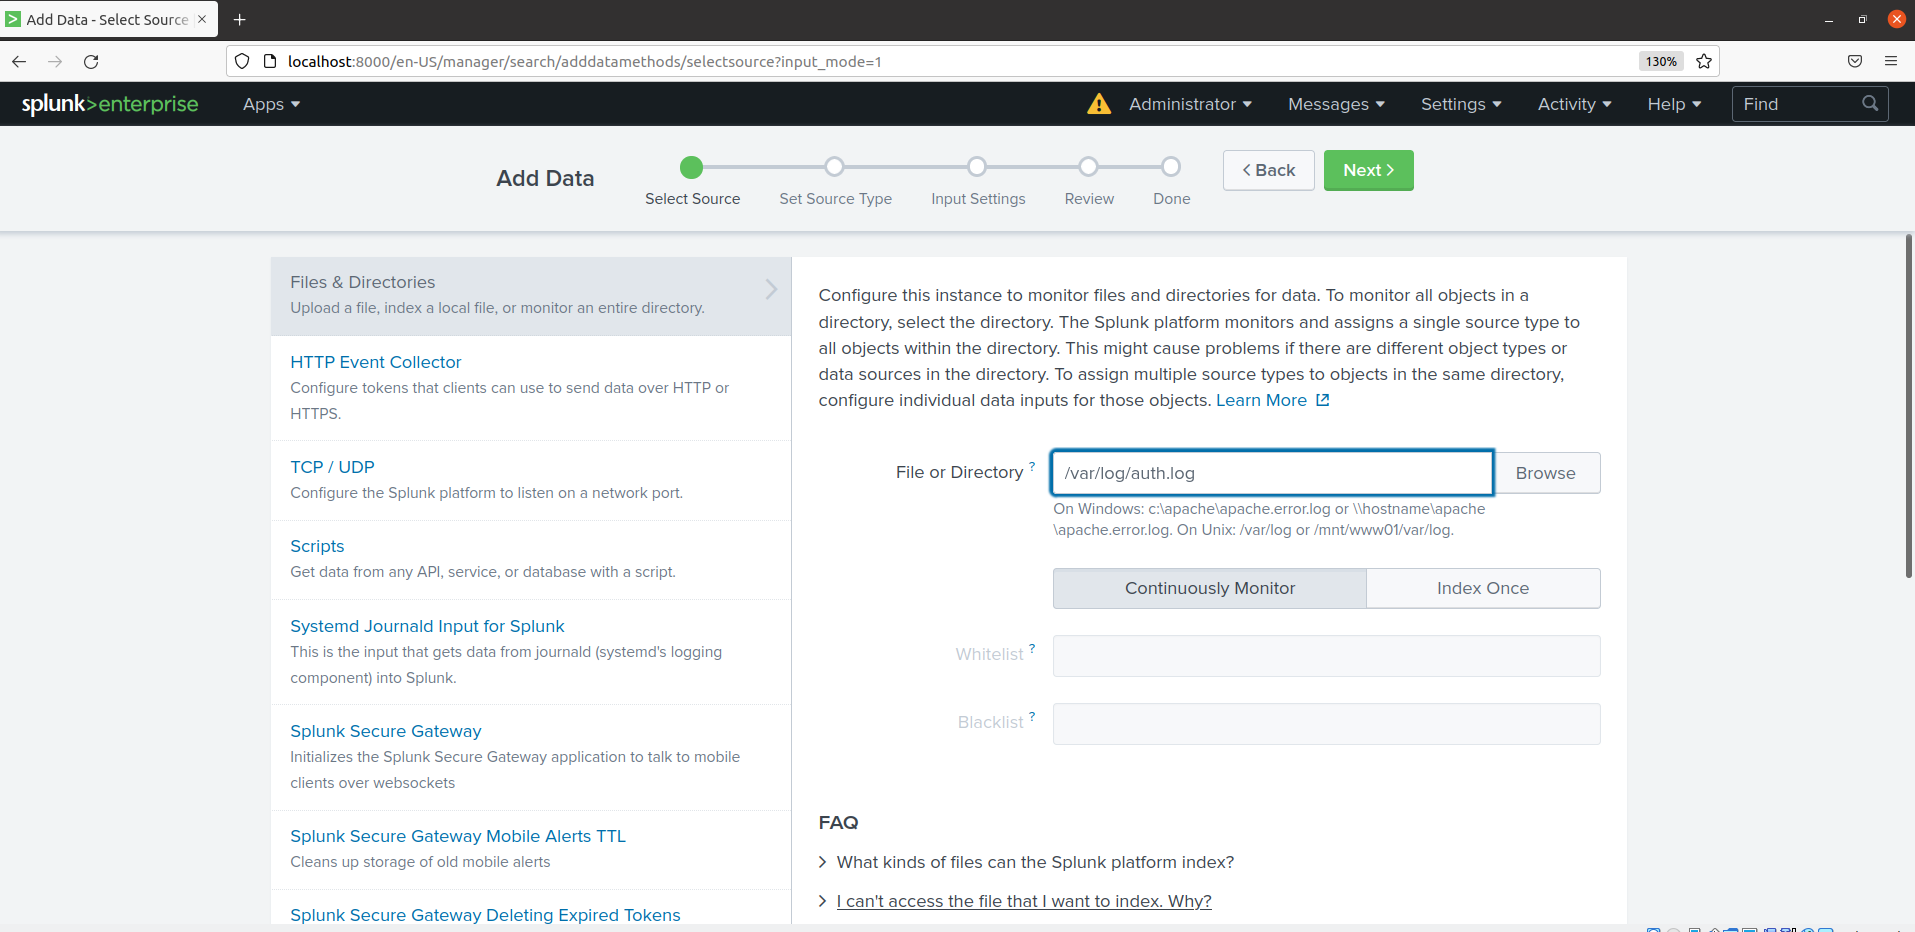 Add Data - Select Source
localhost:8000/en-US/manager/search/adddatamethods/selectsource?input_mode=1
130%
splunk>enterprise
Apps
Administrator
Messages
Settings
Activity
Help
Find
Add Data
Select Source
Set Source Type
Input Settings
Review
Done
Back
Next
Files & Directories
Upload a file, index a local file, or monitor an entire directory.
HTTP Event Collector
Configure tokens that clients can use to send data over HTTP or
HTTPS.
TCP / UDP
Configure the Splunk platform to listen on a network port.
Scripts
Get data from any API, service, or database with a script.
Systemd Journald Input for Splunk
This is the input that gets data from journald (systemd's logging
component) into Splunk.
Splunk Secure Gateway
Initializes the Splunk Secure Gateway application to talk to mobile
clients over websockets
Splunk Secure Gateway Mobile Alerts TTL
Cleans up storage of old mobile alerts
Splunk Secure Gateway Deleting Expired Tokens
Configure this instance to monitor files and directories for data. To monitor all objects in a
directory, select the directory. The Splunk platform monitors and assigns a single source type to
all objects within the directory. This might cause problems if there are different object types or
data sources in the directory. To assign multiple source types to objects in the same directory,
configure individual data inputs for those objects. Learn More
File or Directory ?
/var/log/auth.log
Browse
On Windows: c:\apache\apache.error.log or \\hostname\apache
\apache.error.log. On Unix: /var/log or /mnt/www01/var/log.
Continuously Monitor
Index Once
Whitelist ?
Blacklist ?
FAQ
> What kinds of files can the Splunk platform index?
> I can't access the file that I want to index. Why?